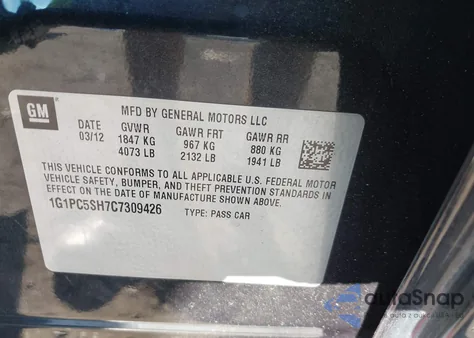 GM
MFD BY GENERAL MOTORS LLC
DATE GVWR GAWR FRT GAWR RR
03/12 1847 KG 967 KG 880 KG
4073 LB 2132 LB 1941 LB
THIS VEHICLE CONFORMS TO ALL APPLICABLE U.S. FEDERAL MOTOR
VEHICLE SAFETY, BUMPER, AND THEFT PREVENTION STANDARDS
IN EFFECT ON THE DATE OF MANUFACTURE SHOWN ABOVE.
1G1PC5SH7C7309426 TYPE: PASS CAR
autoSnap